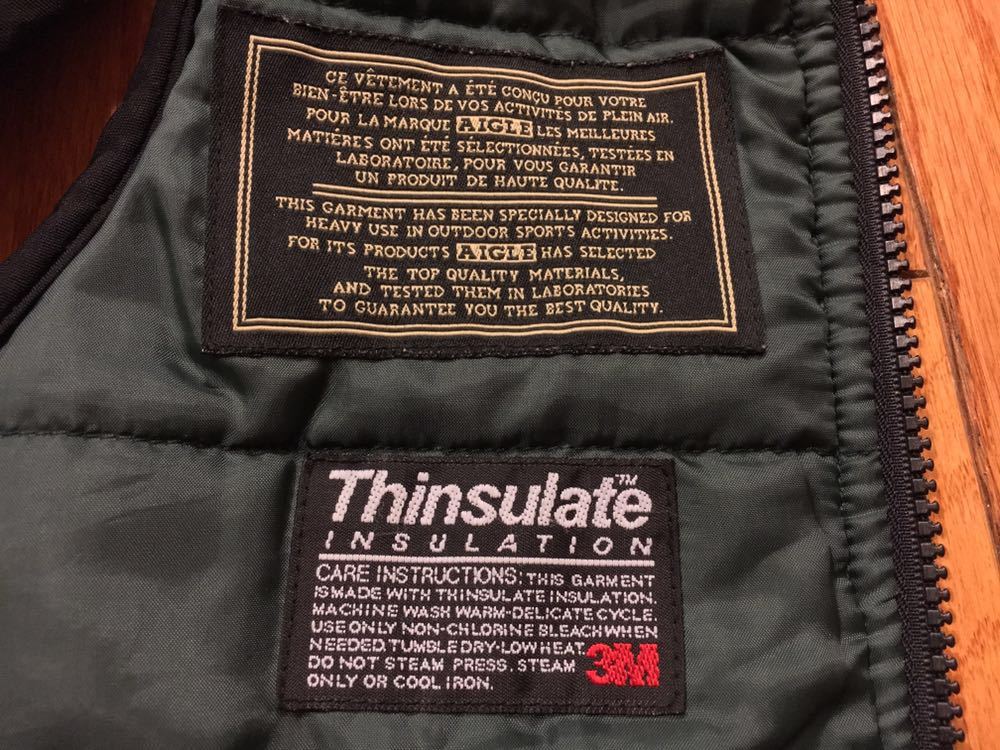 CE VÊTEMENT A ÉTÉ CONÇU POUR VOTRE
BIEN-ÊTRE LORS DE VOS ACTIVITÉS DE PLEIN AIR.
POUR LA MARQUE AIGLE LES MEILLEURES
MATIÉRES ONT ÉTÉ SÉLECTIONNÉES, TESTÉES EN
LABORATOIRE, POUR VOUS GARANTIR
UN PRODUIT DE HAUTE QUALITE.
THIS GARMENT HAS BEEN SPECIALLY DESIGNED FOR
HEAVY USE IN OUTDOOR SPORTS ACTIVITIES.
FOR ITS PRODUCTS AIGLE HAS SELECTED
THE TOP QUALITY MATERIALS,
AND TESTED THEM IN LABORATORIES
TO GUARANTEE YOU THE BEST QUALITY.
Thinsulate™
INSULATION
CARE INSTRUCTIONS: THIS GARMENT
IS MADE WITH THINSULATE INSULATION.
MACHINE WASH WARM-DELICATE CYCLE.
USE ONLY NON-CHLORINE BLEACH WHEN
NEEDED. TUMBLE DRY-LOW HEAT.
DO NOT STEAM PRESS. STEAM
ONLY OR COOL IRON.
3M